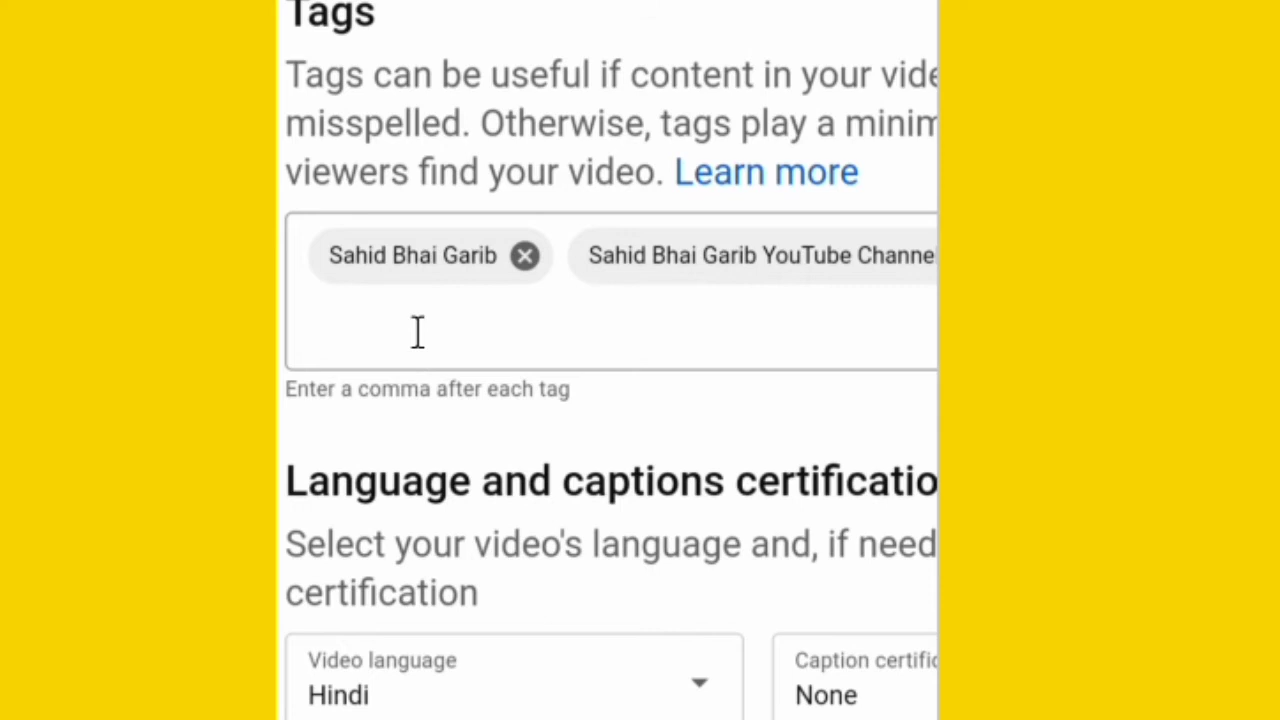 Tags
Tags can be useful if content in your vide
misspelled. Otherwise, tags play a minim
viewers find your video. Learn more
Sahid Bhai Garib Sahid Bhai Garib YouTube Channel
Enter a comma after each tag
Language and captions certificatio
Select your video's language and, if need
certification
Video language Caption certific
Hindi None